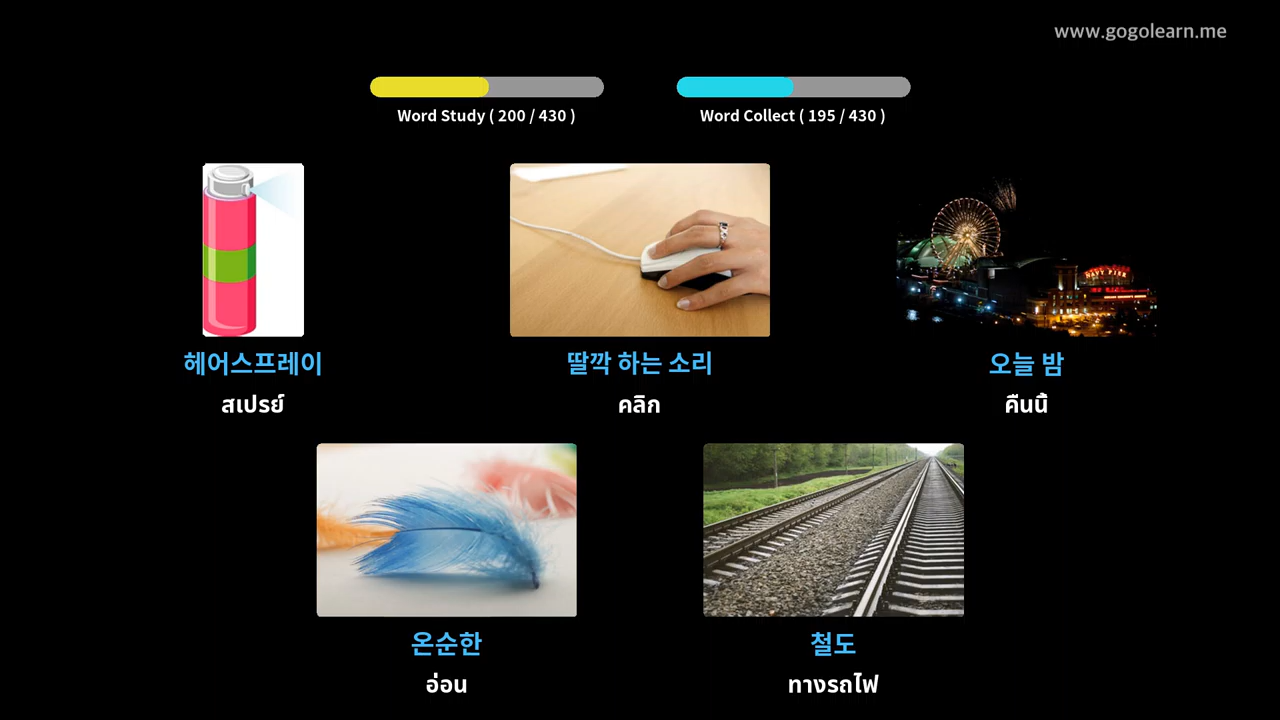 www.gogolearn.me
Word Study ( 200 / 430 )
Word Collect ( 195 / 430 )
NAVY PIER
헤어스프레이
สเปรย์
딸깍 하는 소리
คลิก
오늘 밤
คืนนี้
온순한
อ่อน
철도
ทางรถไฟ